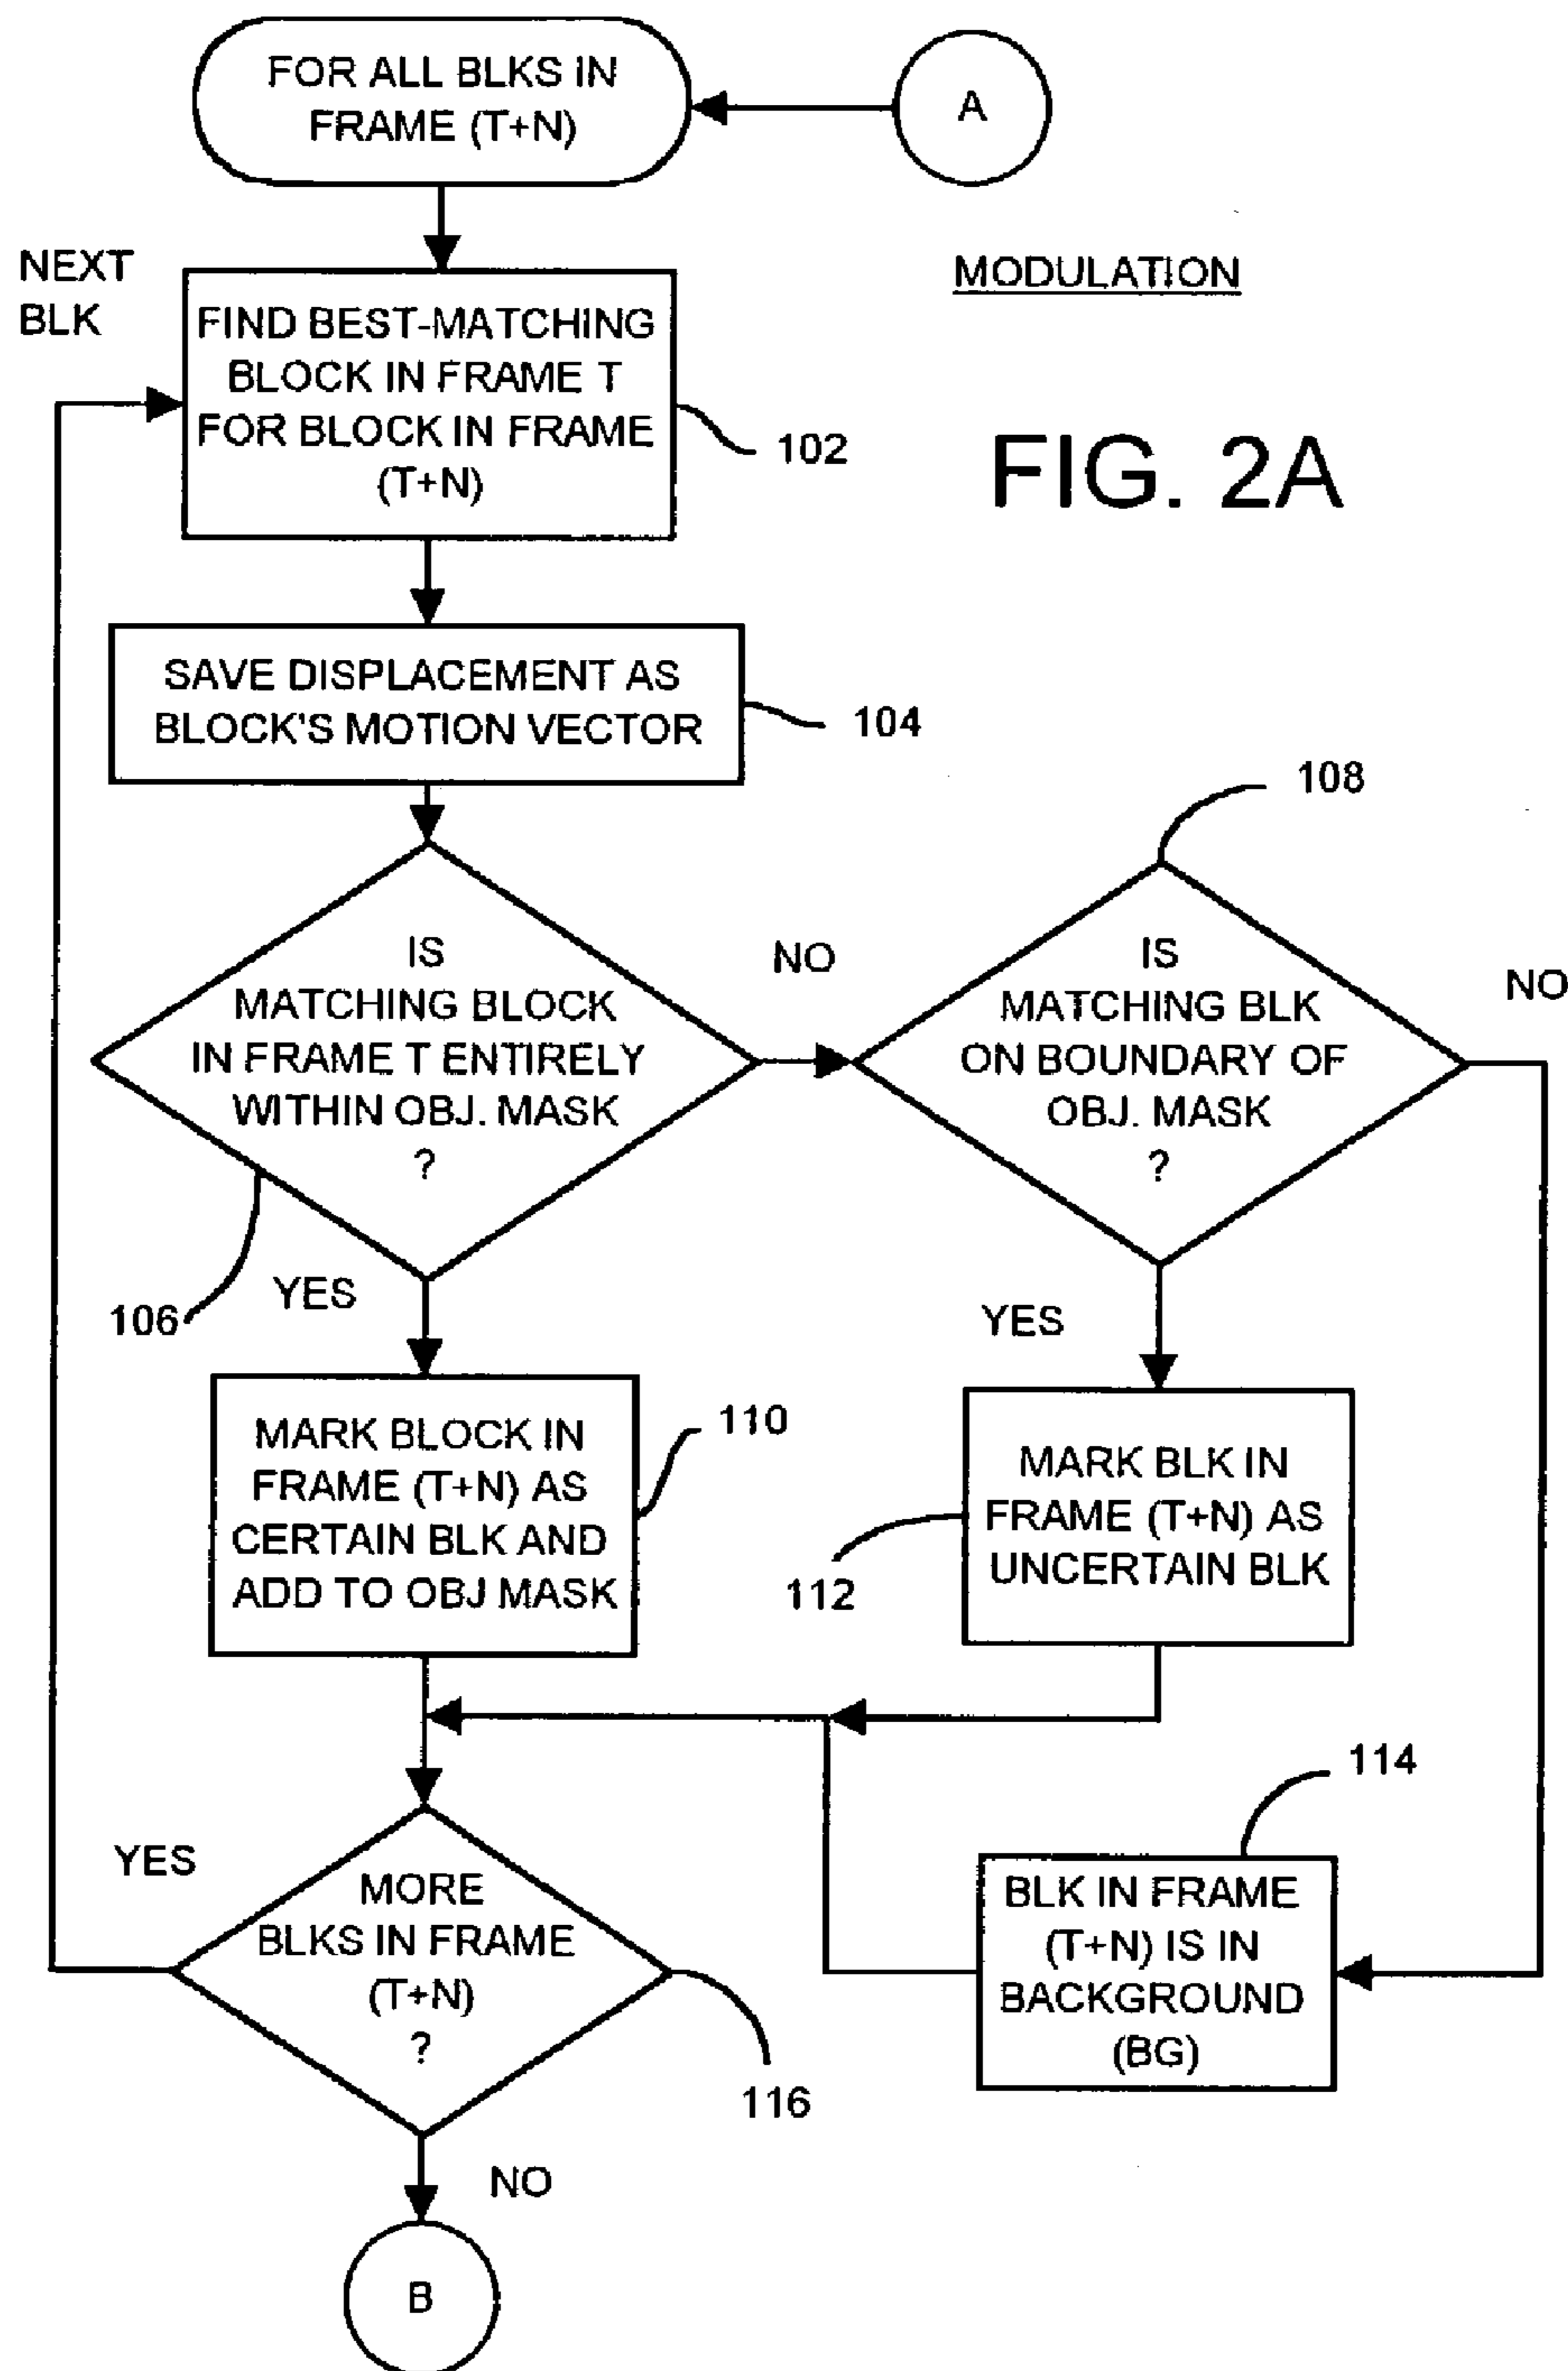 FOR ALL BLKS IN
FRAME (T+N)
A
NEXT
BLK
MODULATION
FIND BEST-MATCHING
BLOCK IN FRAME T
FOR BLOCK IN FRAME
(T+N)
102
FIG. 2A
SAVE DISPLACEMENT AS
BLOCK'S MOTION VECTOR
104
108
IS
MATCHING BLOCK
IN FRAME T ENTIRELY
WITHIN OBJ. MASK
?
NO
IS
MATCHING BLK
ON BOUNDARY OF
OBJ. MASK
?
NO
106
YES
YES
MARK BLOCK IN
FRAME (T+N) AS
CERTAIN BLK AND
ADD TO OBJ MASK
110
MARK BLK IN
FRAME (T+N) AS
UNCERTAIN BLK
112
114
YES
MORE
BLKS IN FRAME
(T+N)
?
116
BLK IN FRAME
(T+N) IS IN
BACKGROUND
(BG)
NO
B